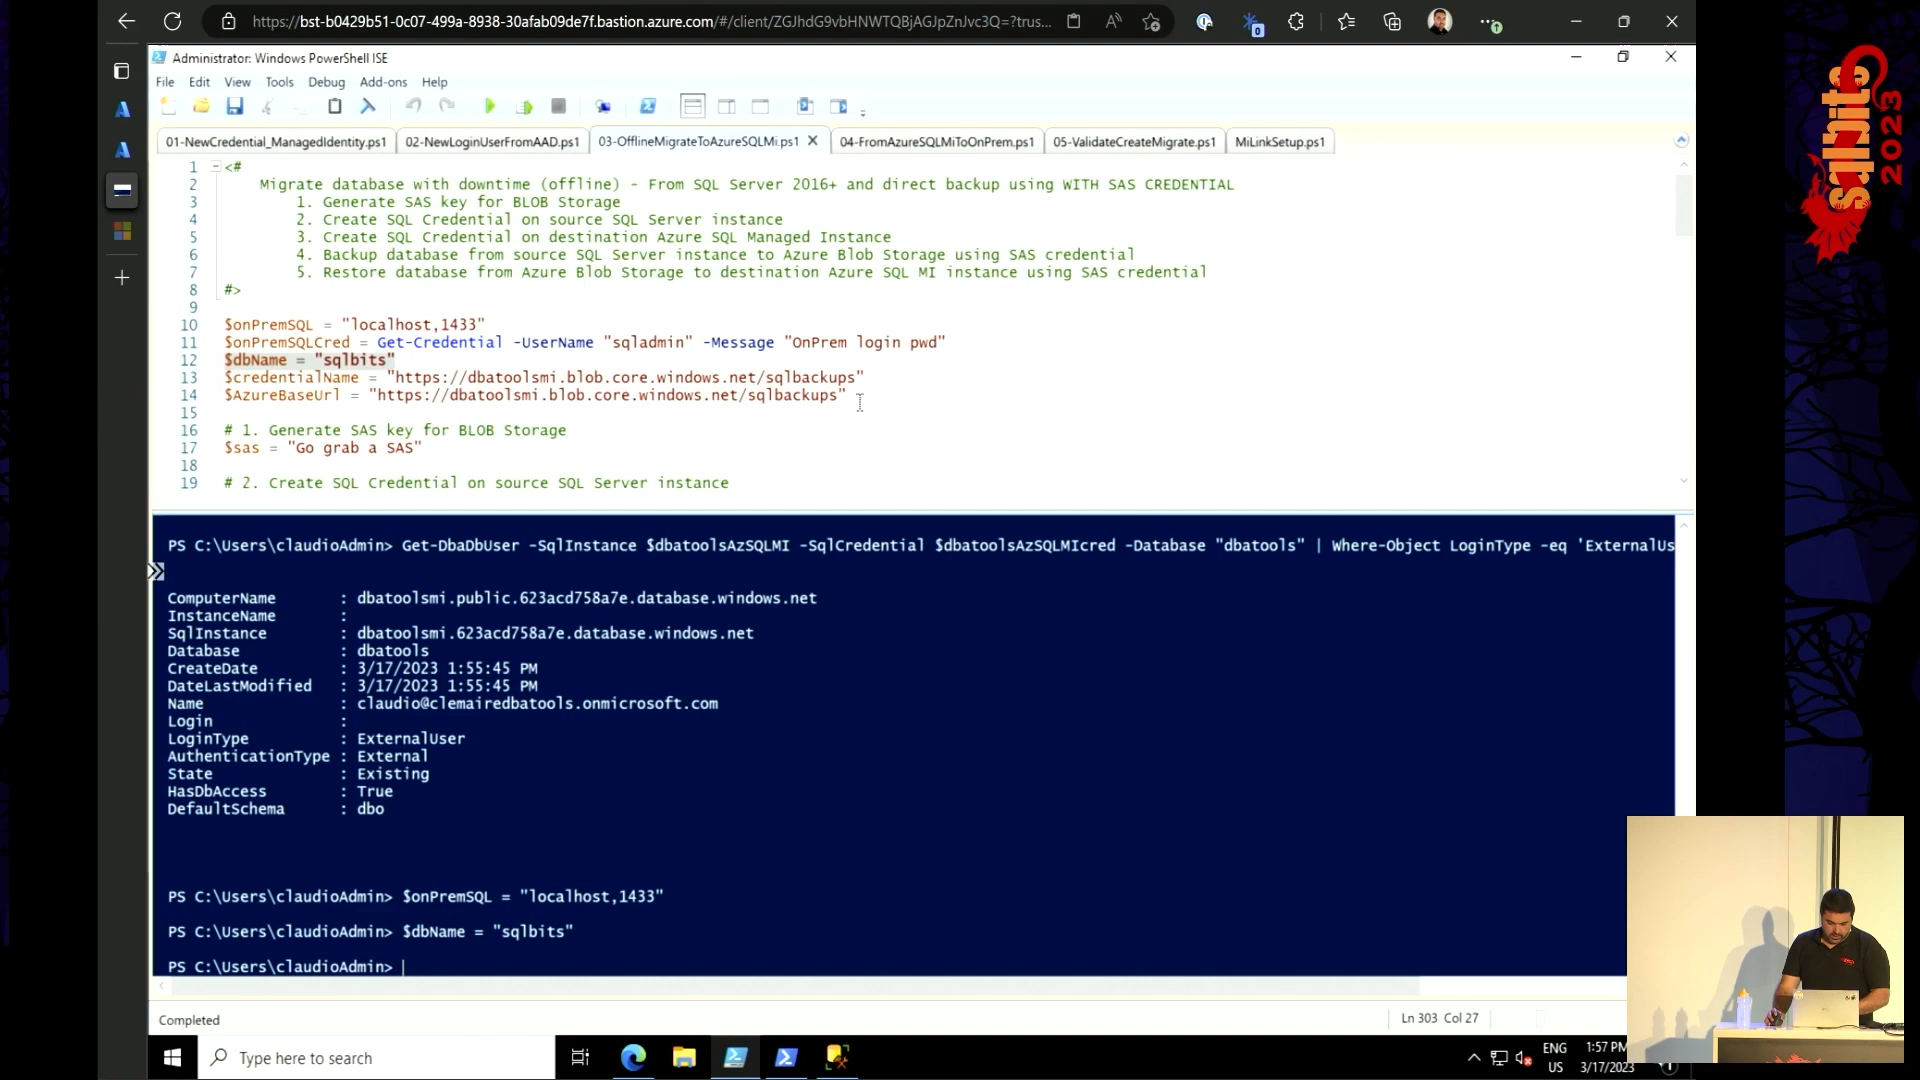 https://bst-b0429b51-0c07-499a-8938-30afab09de7f.bastion.azure.com/#/client/ZGJhdG9vbHNWTQBjAGJpZnJvc3Q=?trus...
0
Administrator: Windows PowerShell ISE
File Edit View Tools Add-ons Help
01-NewCredential_ManagedIdentity.ps1 02-NewLoginUserFromAAD.ps1 03-OfflineMigrateToAzureSQLMi.ps1 04-FromAzureSQLMiToOnPrem.ps1 05-ValidateCreateMigrate.ps1 MiLinkSetup.ps1
1 <#
2 Migrate database with downtime (offline) - From SQL Server 2016+ and direct backup using WITH SAS CREDENTIAL
3 1. Generate SAS key for BLOB Storage
4 2. Create SQL Credential on source SQL Server instance
5 3. Create SQL Credential on destination Azure SQL Managed Instance
6 4. Backup database from source SQL Server instance to Azure Blob Storage using SAS credential
7 5. Restore database from Azure Blob Storage to destination Azure SQL MI instance using SAS credential
8 #>
9
10 $onPremSQL = "localhost,1433"
11 $onPremSQLCred = Get-Credential -UserName "sqladmin" -Message "OnPrem login pwd"
12 $dbName = "sqlbits"
13 $credentialName = "https://dbatoolsmi.blob.core.windows.net/sqlbackups"
14 $AzureBaseUrl = "https://dbatoolsmi.blob.core.windows.net/sqlbackups"
15
16 # 1. Generate SAS key for BLOB Storage
17 $sas = "Go grab a SAS"
18
19 # 2. Create SQL Credential on source SQL Server instance
PS C:\Users\claudioAdmin> Get-DbaDbUser -SqlInstance $dbatoolsAzSQLMI -SqlCredential $dbatoolsAzSQLMIcred -Database "dbatools" | Where-Object LoginType -eq 'ExternalUs
ComputerName : dbatoolsmi.public.623acd758a7e.database.windows.net
InstanceName :
SqlInstance : dbatoolsmi.623acd758a7e.database.windows.net
Database : dbatools
CreateDate : 3/17/2023 1:55:45 PM
DateLastModified : 3/17/2023 1:55:45 PM
Name : claudio@clemairedbatools.onmicrosoft.com
Login :
LoginType : ExternalUser
AuthenticationType : External
State : Existing
HasDbAccess : True
DefaultSchema : dbo
PS C:\Users\claudioAdmin> $onPremSQL = "localhost,1433"
PS C:\Users\claudioAdmin> $dbName = "sqlbits"
PS C:\Users\claudioAdmin>
Completed
Ln 303 Col 27
Type here to search
ENG
US
1:57 PM
3/17/2023
1
sqlbits
2023